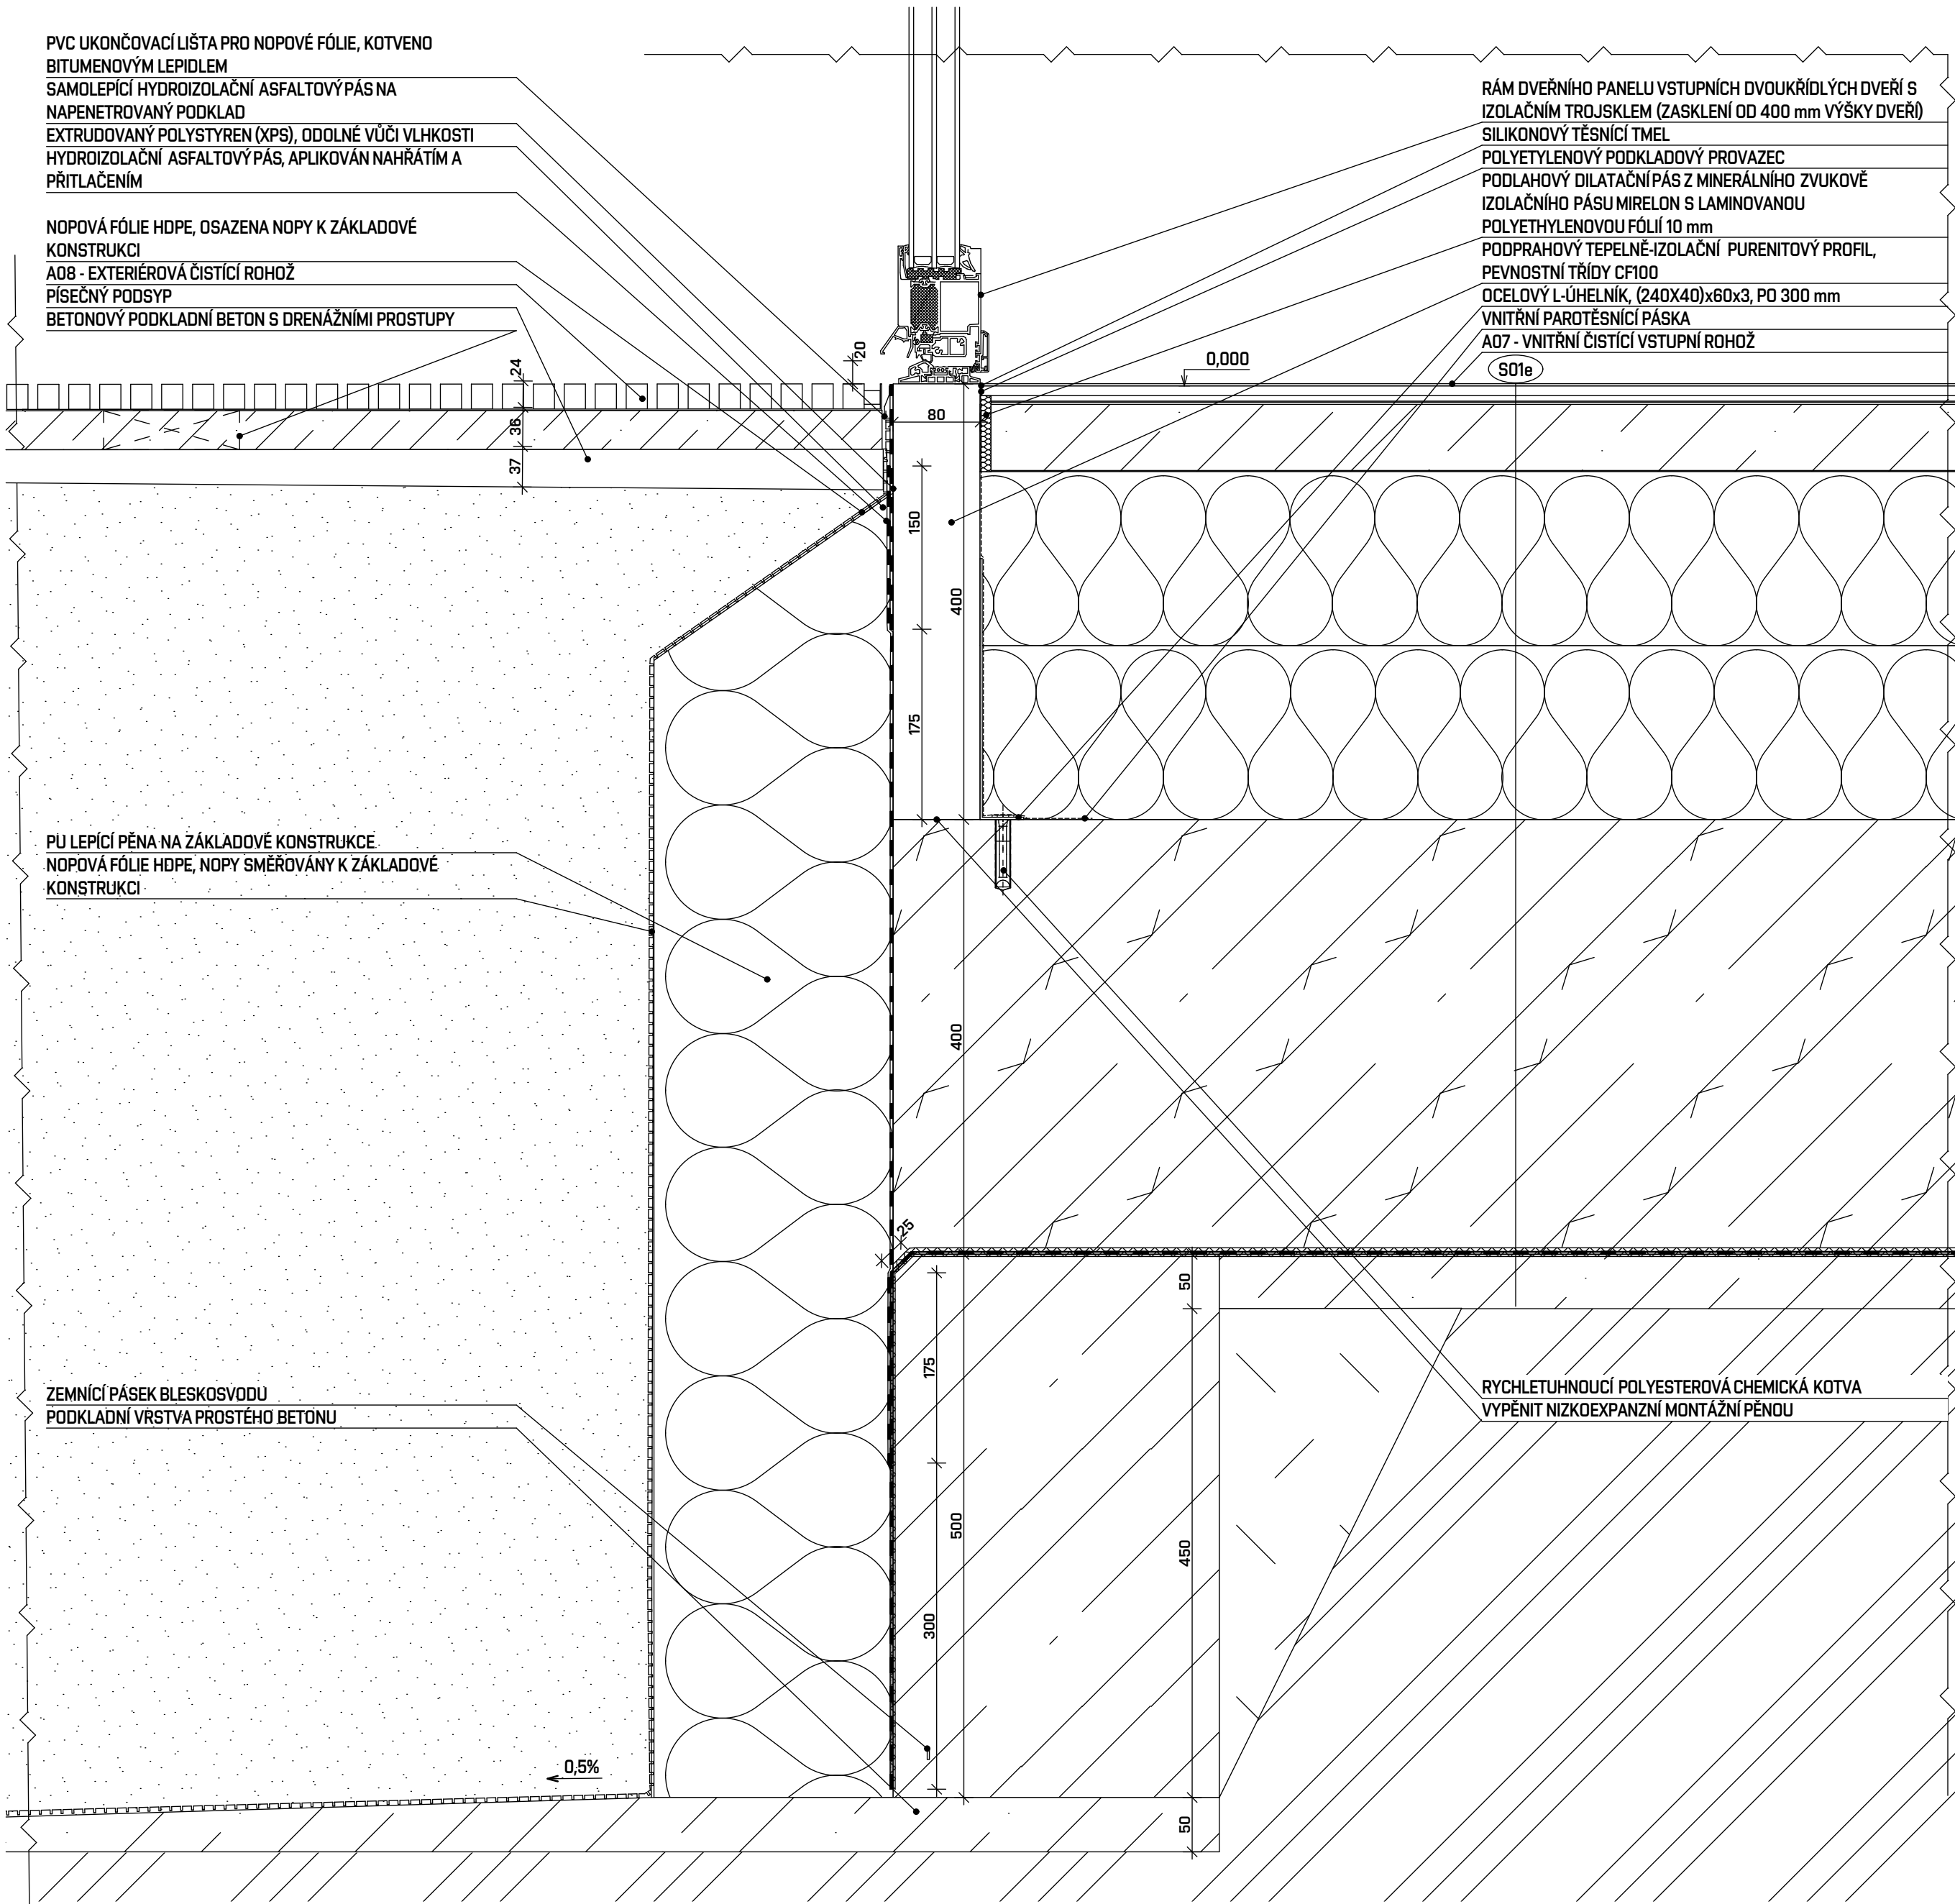 PVC UKONČOVACÍ LIŠTA PRO NOPOVÉ FÓLIE, KOTVENO
BITUMENOVÝM LEPIDLEM
SAMOLEPÍCÍ HYDROIZOLAČNÍ ASFALTOVÝ PÁS NA
NAPENETROVANÝ PODKLAD
EXTRUDOVANÝ POLYSTYREN (XPS), ODOLNÉ VŮČI VLHKOSTI
HYDROIZOLAČNÍ ASFALTOVÝ PÁS, APLIKOVÁN NAHŘÁTÍM A
PŘITLAČENÍM
NOPOVÁ FÓLIE HDPE, OSAZENA NOPY K ZÁKLADOVÉ
KONSTRUKCI
A08 - EXTERIÉROVÁ ČISTÍCÍ ROHOŽ
PÍSEČNÝ PODSYP
BETONOVÝ PODKLADNÍ BETON S DRENÁŽNÍMI PROSTUPY
RÁM DVEŘNÍHO PANELU VSTUPNÍCH DVOUKŘÍDLÝCH DVEŘÍ S
IZOLAČNÍM TROJSKLEM (ZASKLENÍ OD 400 mm VÝŠKY DVEŘÍ)
SILIKONOVÝ TĚSNÍCÍ TMEL
POLYETYLENOVÝ PODKLADOVÝ PROVAZEC
PODLAHOVÝ DILATAČNÍ PÁS Z MINERÁLNÍHO ZVUKOVĚ
IZOLAČNÍHO PÁSU MIRELON S LAMINOVANOU
POLYETHYLENOVOU FÓLIÍ 10 mm
PODPRAHOVÝ TEPELNĚ-IZOLAČNÍ PURENITOVÝ PROFIL,
PEVNOSTNÍ TŘÍDY CF100
OCELOVÝ L-ÚHELNÍK, (240X40)x60x3, PO 300 mm
VNITŘNÍ PAROTĚSNÍCÍ PÁSKA
A07 - VNITŘNÍ ČISTÍCÍ VSTUPNÍ ROHOŽ
S01e
0,000
20
24
36
37
80
150
400
175
PU LEPÍCÍ PĚNA NA ZÁKLADOVÉ KONSTRUKCE
NOPOVÁ FÓLIE HDPE, NOPY SMĚŘOVÁNY K ZÁKLADOVÉ
KONSTRUKCI
400
25
50
175
ZEMNÍCÍ PÁSEK BLESKOSVODU
PODKLADNÍ VRSTVA PROSTÉHO BETONU
RYCHLETUHNOUCÍ POLYESTEROVÁ CHEMICKÁ KOTVA
VYPĚNIT NIZKOEXPANZNÍ MONTÁŽNÍ PĚNOU
500
450
300
0,5%
50